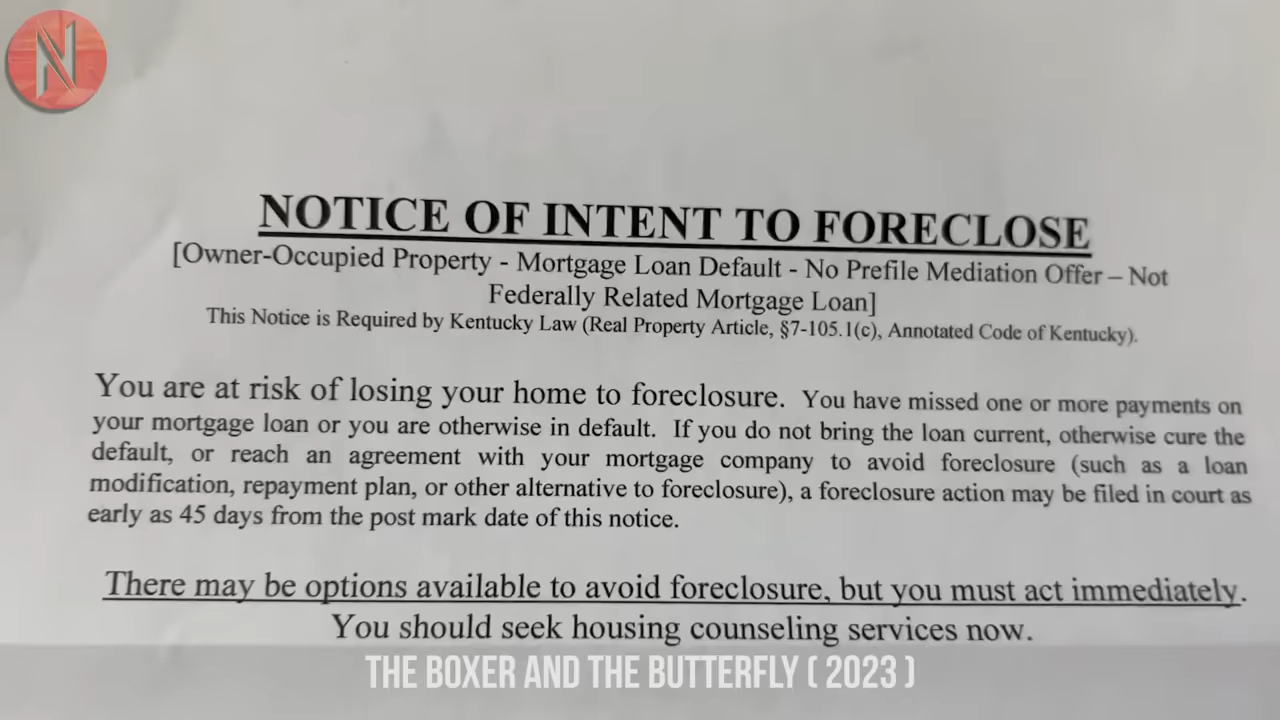 N
NOTICE OF INTENT TO FORECLOSE
[Owner-Occupied Property - Mortgage Loan Default - No Prefile Mediation Offer – Not
Federally Related Mortgage Loan]
This Notice is Required by Kentucky Law (Real Property Article, §7-105.1(c), Annotated Code of Kentucky).
You are at risk of losing your home to foreclosure. You have missed one or more payments on
your mortgage loan or you are otherwise in default. If you do not bring the loan current, otherwise cure the
default, or reach an agreement with your mortgage company to avoid foreclosure (such as a loan
modification, repayment plan, or other alternative to foreclosure), a foreclosure action may be filed in court as
early as 45 days from the post mark date of this notice.
There may be options available to avoid foreclosure, but you must act immediately.
You should seek housing counseling services now.
THE BOXER AND THE BUTTERFLY ( 2023 )